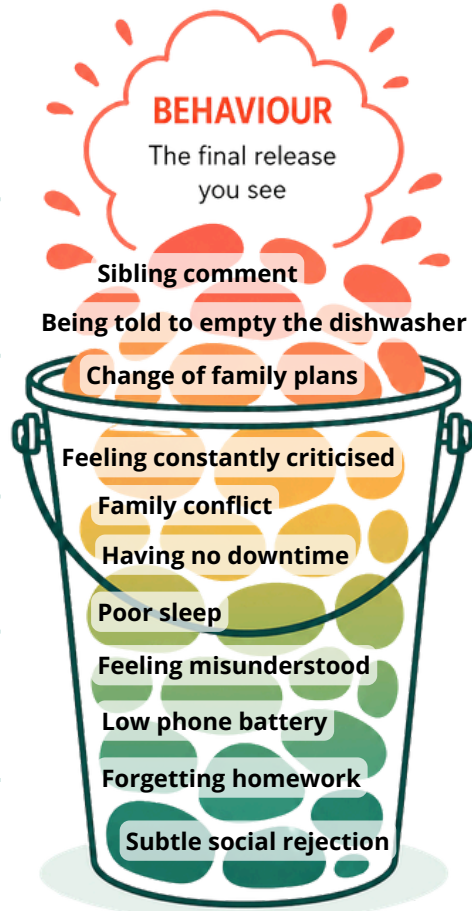 BEHAVIOUR
The final release
you see
Sibling comment
Being told to empty the dishwasher
Change of family plans
Feeling constantly criticised
Family conflict
Having no downtime
Poor sleep
Feeling misunderstood
Low phone battery
Forgetting homework
Subtle social rejection